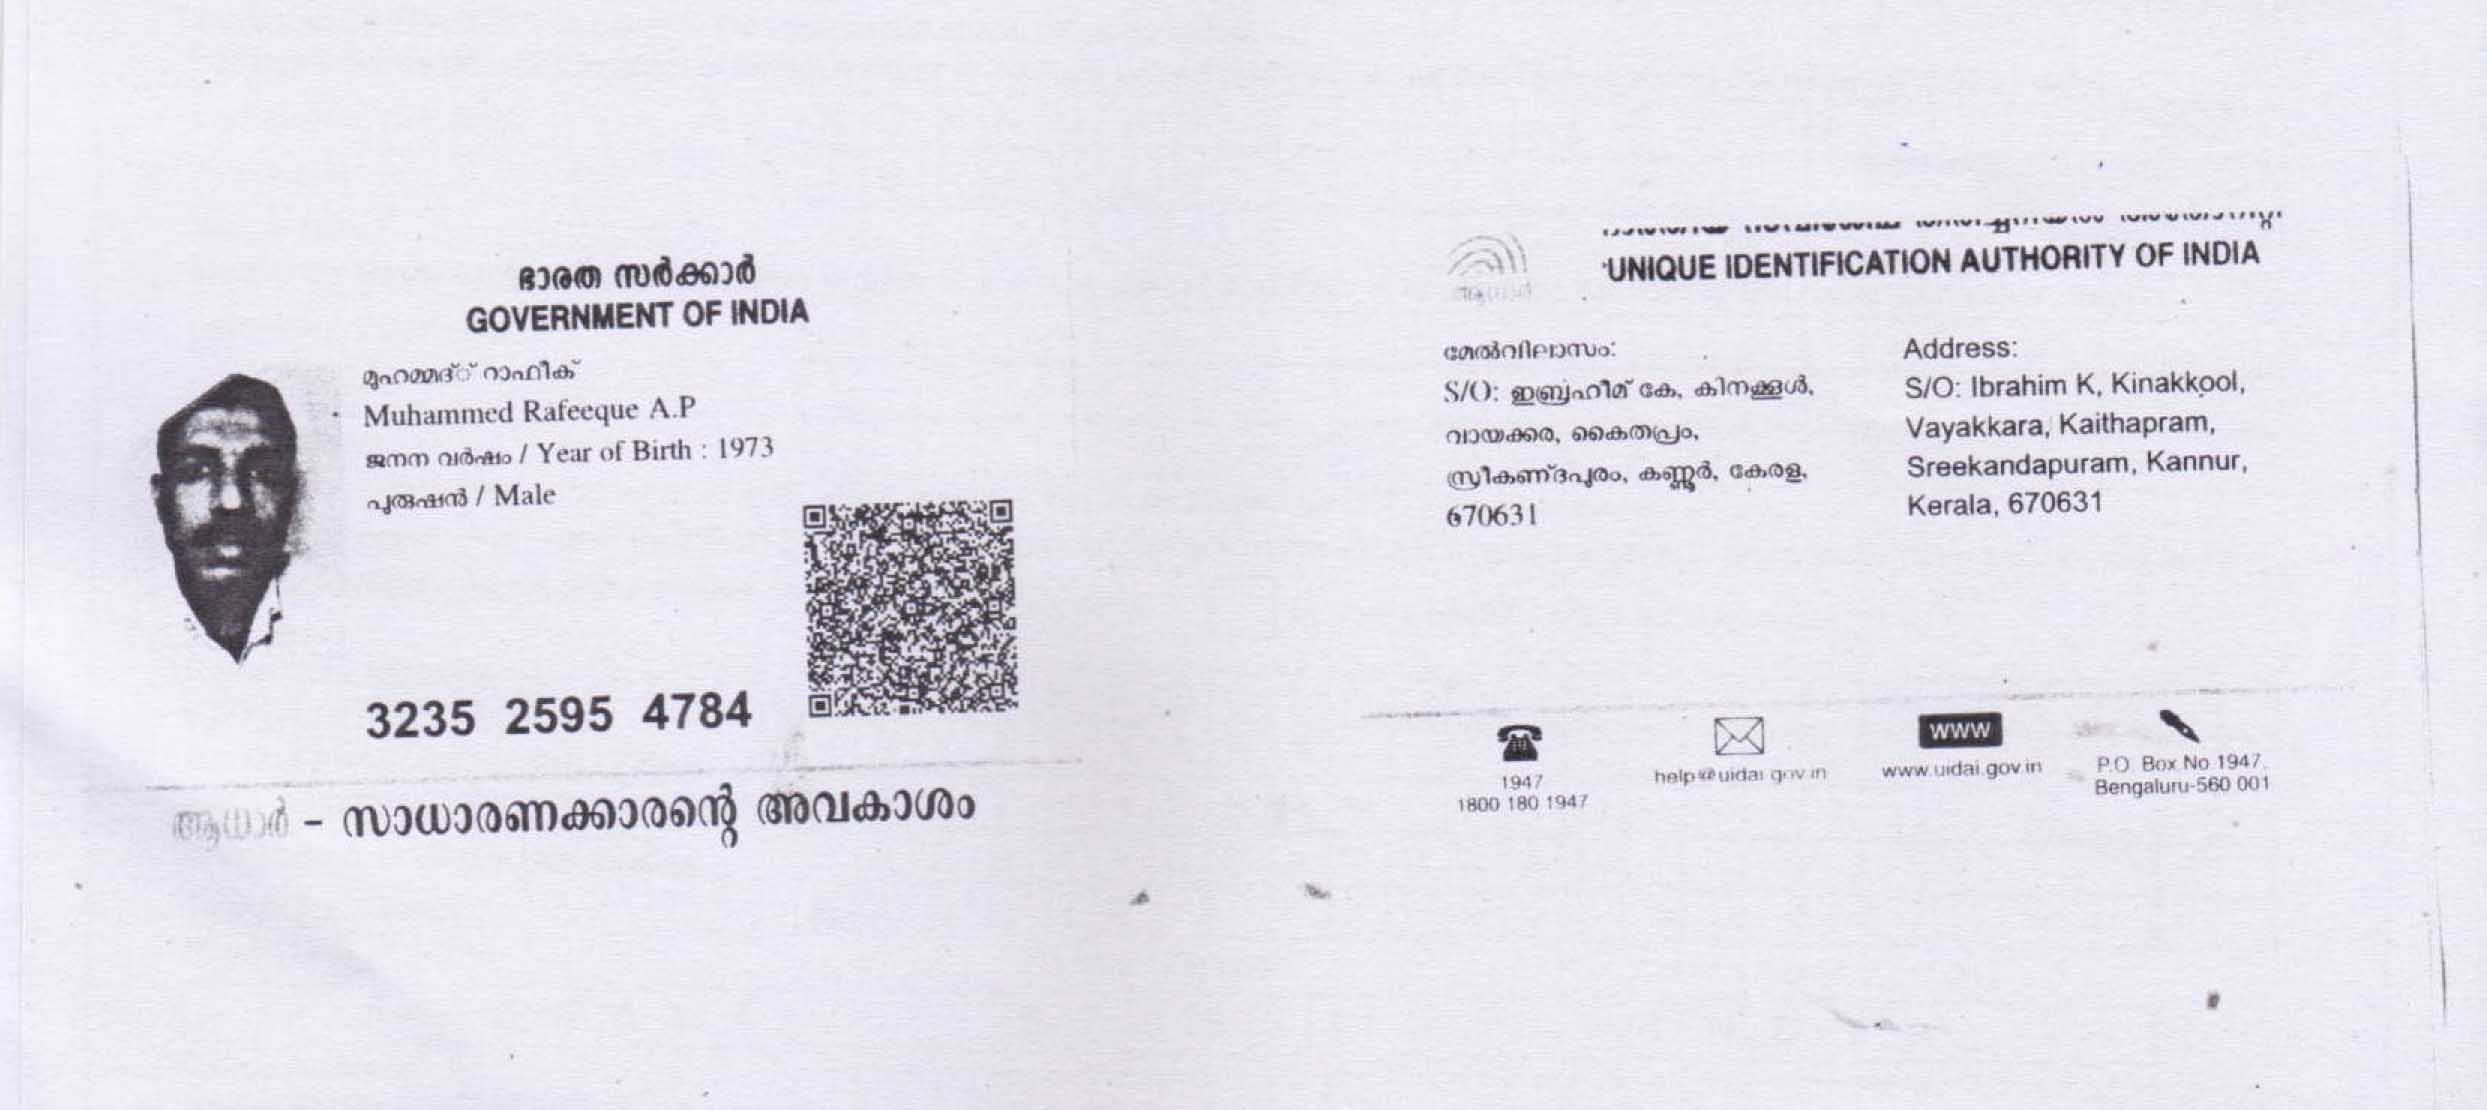 ഭാരത സർക്കാർ
GOVERNMENT OF INDIA
മുഹമ്മദ്് റാഫീക്
Muhammed Rafeeque A.P
ജനന വർഷം / Year of Birth : 1973
പുരുഷൻ / Male
3235 2595 4784
ആധാർ - സാധാരണക്കാരന്റെ അവകാശം
UNIQUE IDENTIFICATION AUTHORITY OF INDIA
ആധാർ
മേൽവിലാസം:
S/O: ഇബ്രഹീമ് കേ, കിനക്കൂൾ,
വായക്കര, കൈതപ്രം,
സ്രീകണ്ദപുരം, കണ്ണൂർ, കേരള,
670631
Address:
S/O: Ibrahim K, Kinakkool,
Vayakkara, Kaithapram,
Sreekandapuram, Kannur,
Kerala, 670631
1947
1800 180 1947
help@uidai.gov.in
www
www.uidai.gov.in
P.O. Box No.1947,
Bengaluru-560 001